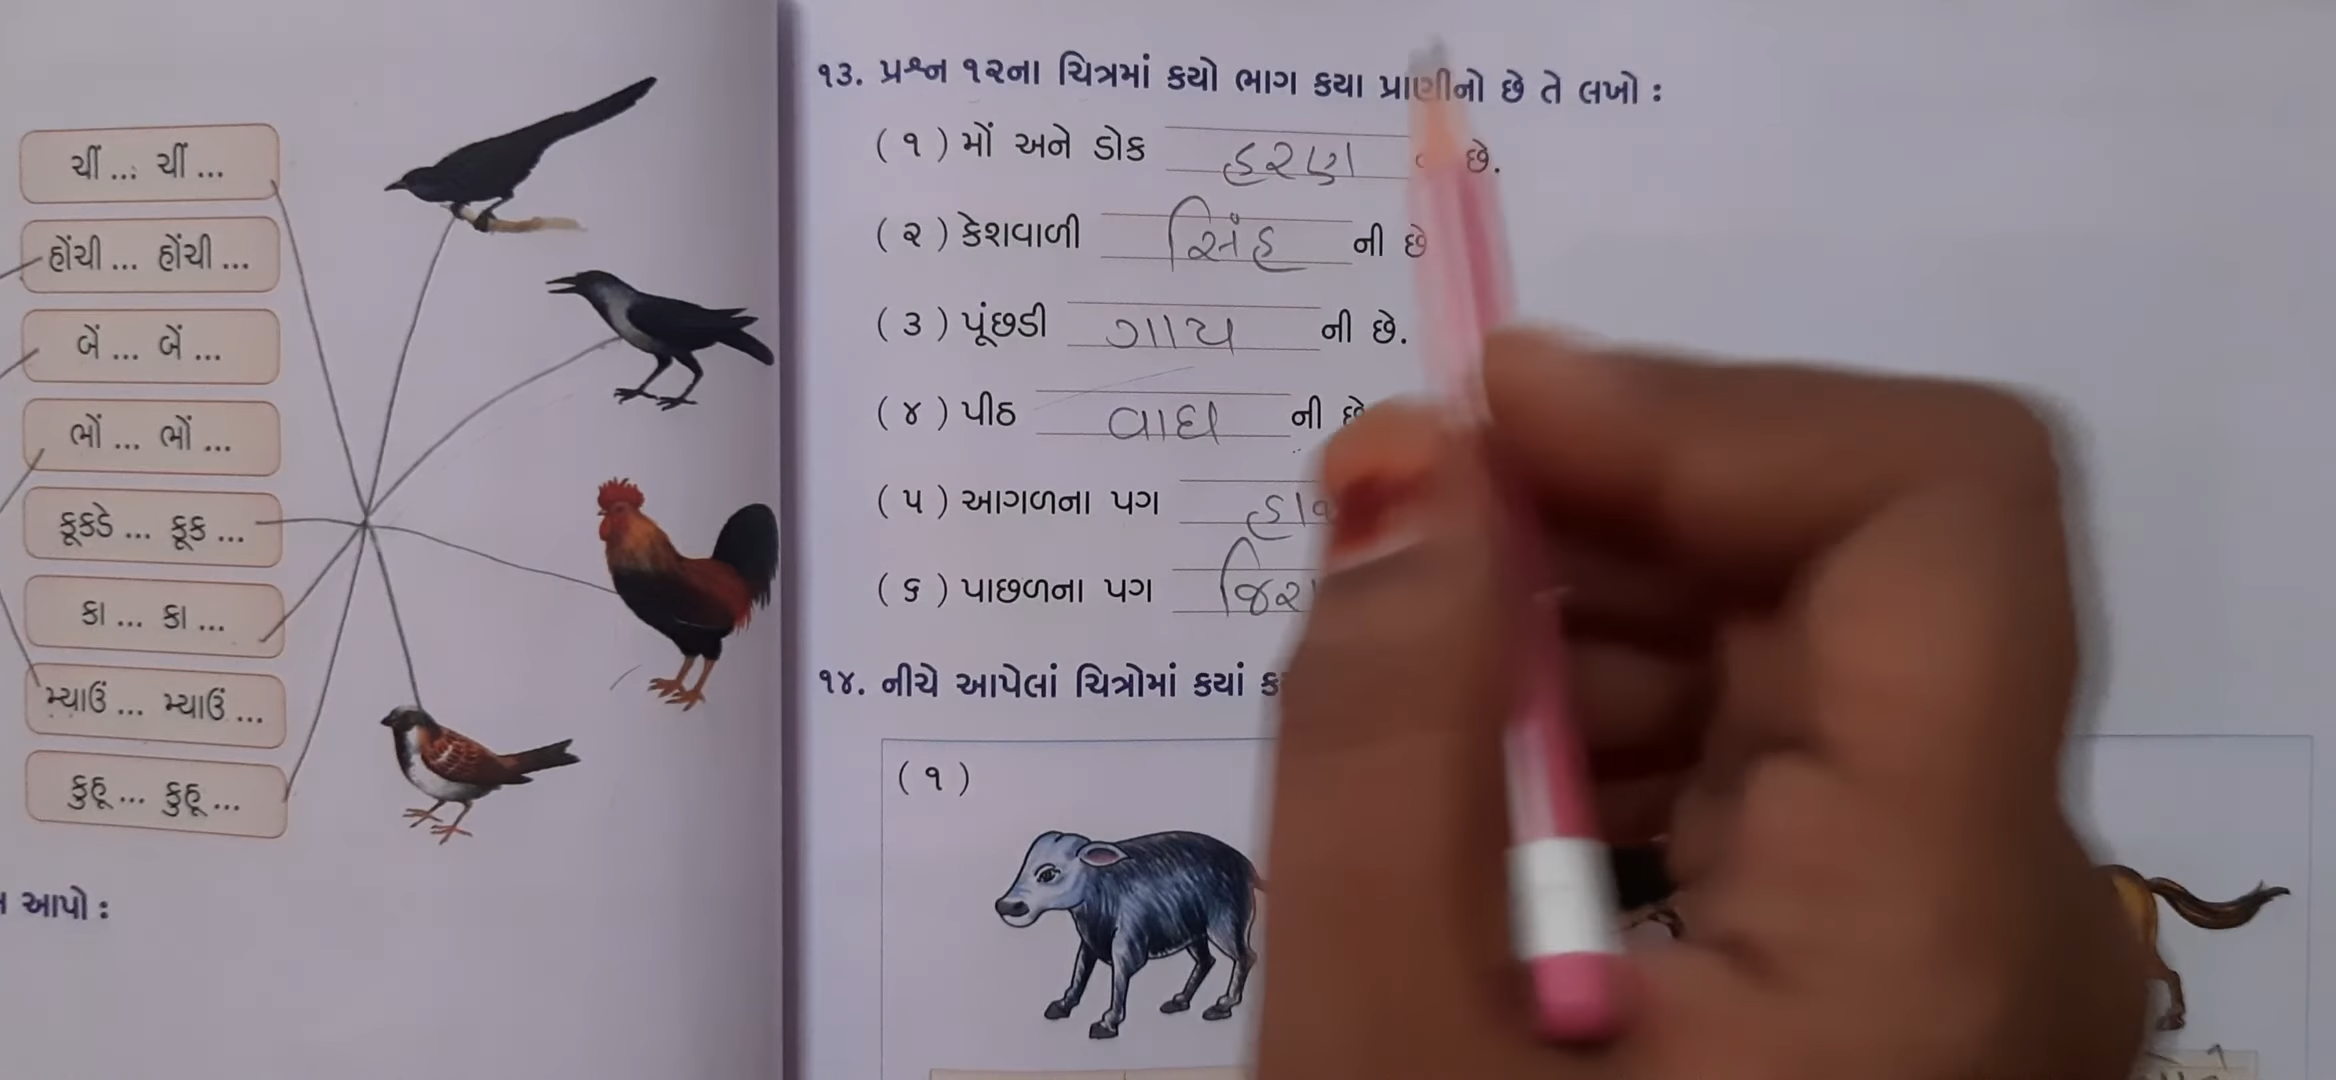 ચીં... ચીં...
હોંચી... હોંચી...
બેં... બેં...
ભોં... ભોં...
કૂકડે... કૂક...
કા... કા...
મ્યાઉં... મ્યાઉં...
કુહૂ... કુહૂ...
આપો :
૧૩. પ્રશ્ન ૧૨ના ચિત્રમાં કયો ભાગ કયા પ્રાણીનો છે તે લખો :
(૧) મોં અને ડોક હરણ છે.
(૨) કેશવાળી સિંહ ની છે
(૩) પૂંછડી ગાય ની છે.
(૪) પીઠ વાઘ ની છે
(૫) આગળના પગ
(૬) પાછળના પગ
૧૪. નીચે આપેલાં ચિત્રોમાં કયાં
(૧)